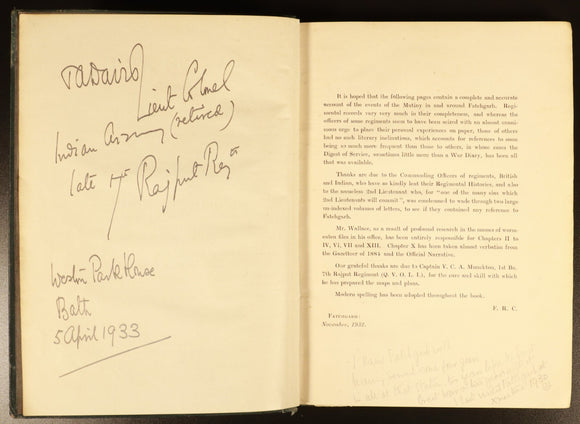 Lieut Colonel
Indian Army (retired)
late 7th Rajput Regt
Weston Park House
Bath
5 April 1933
It is hoped that the following pages contain a complete and accurate
account of the events of the Mutiny in and around Fatehgarh. Regi-
mental records vary very much in their completeness, and whereas the
officers of some regiments seem to have been seized with an almost unani-
mous urge to place their personal experiences on paper, those of others
had no such literary inclinations, which accounts for references to some
being so much more frequent than those to others, in whose cases the
Digest of Service, sometimes little more than a War Diary, has been all
that was available.
Thanks are due to the Commanding Officers of regiments, British
and Indian, who have so kindly lent their Regimental Histories, and also
to the nameless 2nd Lieutenant who, for "one of the many sins which
2nd Lieutenants will commit", was condemned to wade through two large
un-indexed volumes of letters, to see if they contained any reference to
Fatehgarh.
Mr. Wallace, as a result of profound research in the masses of worm-
eaten files in his office, has been entirely responsible for Chapters II to
IV, VI, VII and XIII. Chapter X has been taken almost verbatim from
the Gazetteer of 1884 and the Official Narrative.
Our grateful thanks are due to Captain V. C. A. Munckton, 1st Bn.
7th Rajput Regiment (Q. V. O. L. I.), for the care and skill with which
he has prepared the maps and plans.
Modern spelling has been adopted throughout the book.
F. R. C.
FATEHGARH:
November, 1932.